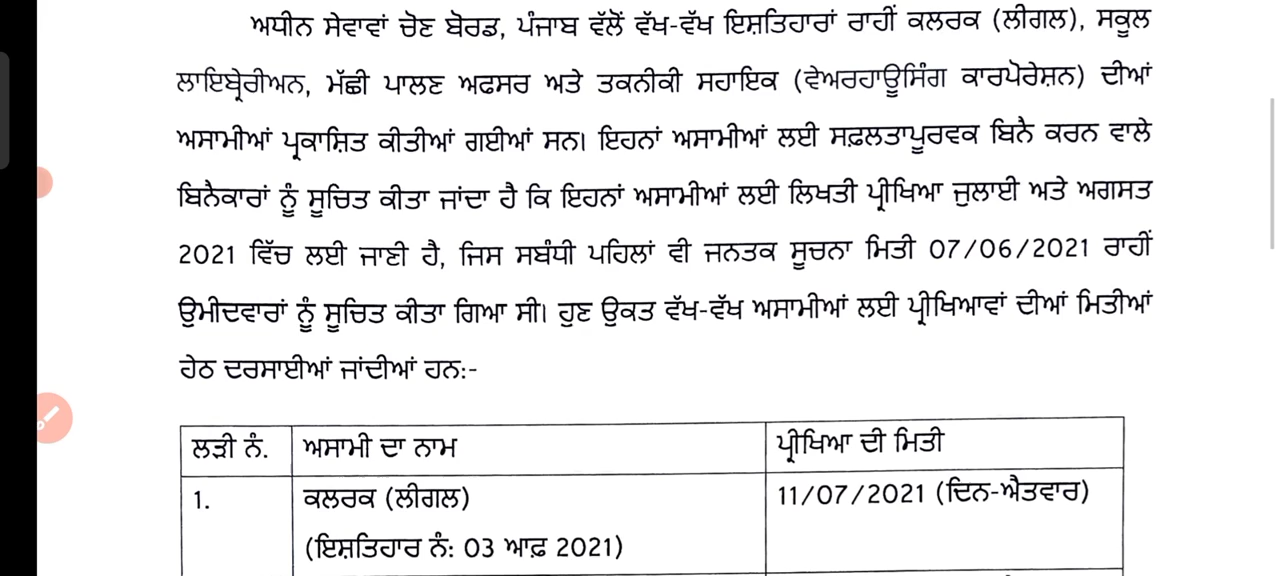 ਅਧੀਨ ਸੇਵਾਵਾਂ ਚੋਣ ਬੋਰਡ, ਪੰਜਾਬ ਵੱਲੋਂ ਵੱਖ-ਵੱਖ ਇਸ਼ਤਿਹਾਰਾਂ ਰਾਹੀਂ ਕਲਰਕ (ਲੀਗਲ), ਸਕੂਲ
ਲਾਇਬ੍ਰੇਰੀਅਨ, ਮੱਛੀ ਪਾਲਣ ਅਫਸਰ ਅਤੇ ਤਕਨੀਕੀ ਸਹਾਇਕ (ਵੇਅਰਹਾਊਸਿੰਗ ਕਾਰਪੋਰੇਸ਼ਨ) ਦੀਆਂ
ਅਸਾਮੀਆਂ ਪ੍ਰਕਾਸ਼ਿਤ ਕੀਤੀਆਂ ਗਈਆਂ ਸਨ। ਇਹਨਾਂ ਅਸਾਮੀਆਂ ਲਈ ਸਫ਼ਲਤਾਪੂਰਵਕ ਬਿਨੈ ਕਰਨ ਵਾਲੇ
ਬਿਨੈਕਾਰਾਂ ਨੂੰ ਸੂਚਿਤ ਕੀਤਾ ਜਾਂਦਾ ਹੈ ਕਿ ਇਹਨਾਂ ਅਸਾਮੀਆਂ ਲਈ ਲਿਖਤੀ ਪ੍ਰੀਖਿਆ ਜੁਲਾਈ ਅਤੇ ਅਗਸਤ
2021 ਵਿੱਚ ਲਈ ਜਾਣੀ ਹੈ, ਜਿਸ ਸਬੰਧੀ ਪਹਿਲਾਂ ਵੀ ਜਨਤਕ ਸੂਚਨਾ ਮਿਤੀ 07/06/2021 ਰਾਹੀਂ
ਉਮੀਦਵਾਰਾਂ ਨੂੰ ਸੂਚਿਤ ਕੀਤਾ ਗਿਆ ਸੀ। ਹੁਣ ਉਕਤ ਵੱਖ-ਵੱਖ ਅਸਾਮੀਆਂ ਲਈ ਪ੍ਰੀਖਿਆਵਾਂ ਦੀਆਂ ਮਿਤੀਆਂ
ਹੇਠ ਦਰਸਾਈਆਂ ਜਾਂਦੀਆਂ ਹਨ:-
ਲੜੀ ਨੰ. ਅਸਾਮੀ ਦਾ ਨਾਮ ਪ੍ਰੀਖਿਆ ਦੀ ਮਿਤੀ
1. ਕਲਰਕ (ਲੀਗਲ) 11/07/2021 (ਦਿਨ-ਐਤਵਾਰ)
(ਇਸ਼ਤਿਹਾਰ ਨੰ: 03 ਆਫ਼ 2021)